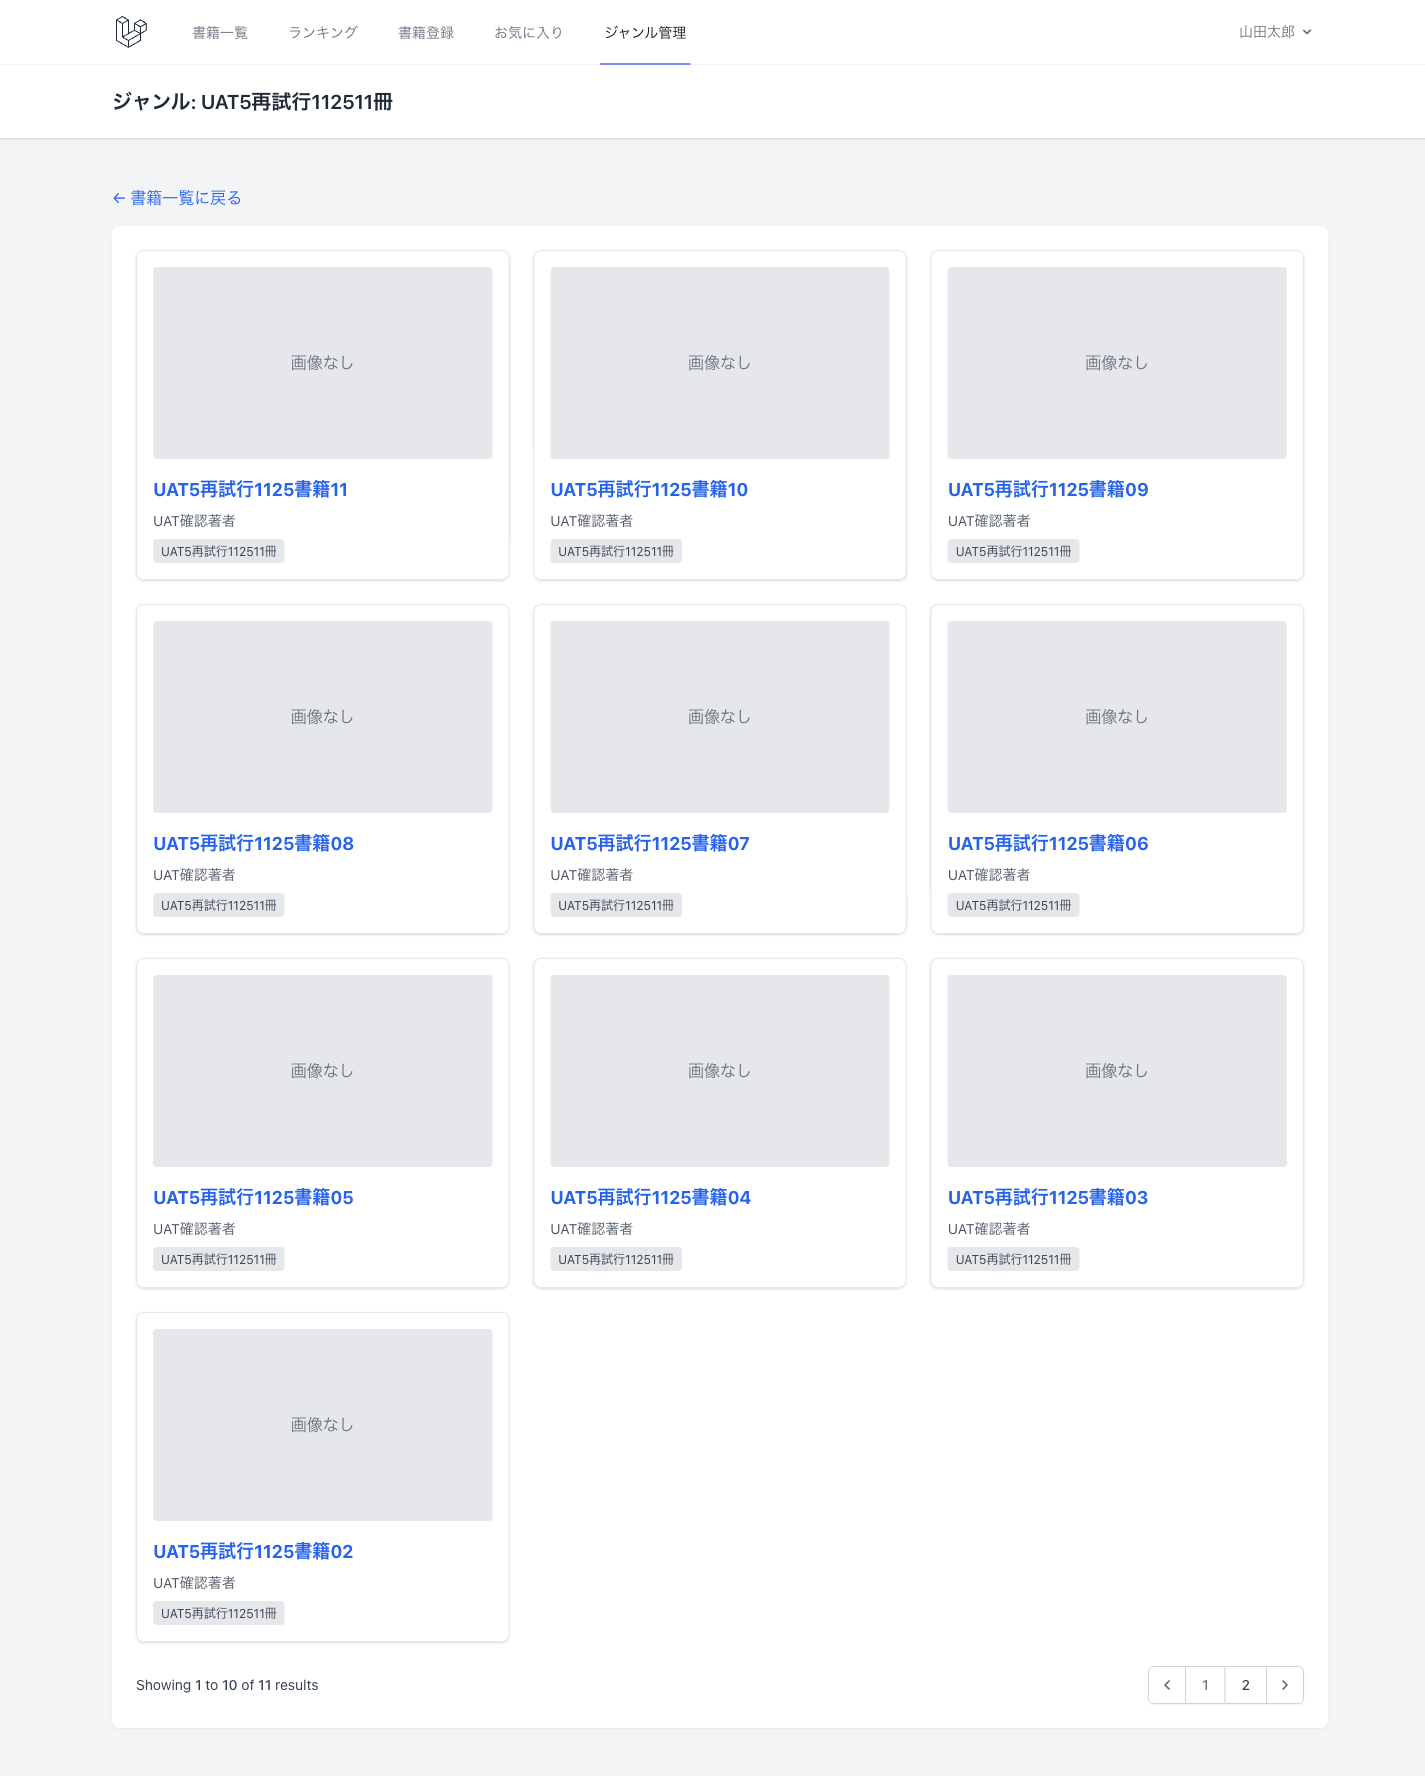 書籍一覧 ランキング 書籍登録 お気に入り ジャンル管理 山田太郎
ジャンル: UAT5再試行112511冊
← 書籍一覧に戻る
画像なし 画像なし 画像なし
UAT5再試行1125書籍11 UAT5再試行1125書籍10 UAT5再試行1125書籍09
UAT確認著者 UAT確認著者 UAT確認著者
UAT5再試行112511冊 UAT5再試行112511冊 UAT5再試行112511冊
画像なし 画像なし 画像なし
UAT5再試行1125書籍08 UAT5再試行1125書籍07 UAT5再試行1125書籍06
UAT確認著者 UAT確認著者 UAT確認著者
UAT5再試行112511冊 UAT5再試行112511冊 UAT5再試行112511冊
画像なし 画像なし 画像なし
UAT5再試行1125書籍05 UAT5再試行1125書籍04 UAT5再試行1125書籍03
UAT確認著者 UAT確認著者 UAT確認著者
UAT5再試行112511冊 UAT5再試行112511冊 UAT5再試行112511冊
画像なし
UAT5再試行1125書籍02
UAT確認著者
UAT5再試行112511冊
Showing 1 to 10 of 11 results 1 2